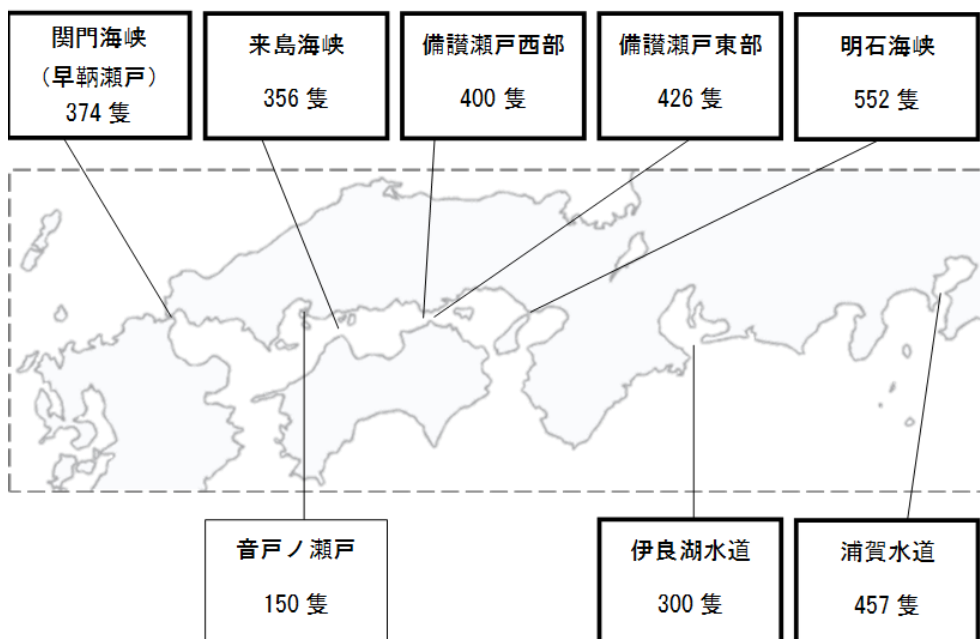 関門海峡
（早鞆瀬戸）
374 隻
来島海峡
356 隻
備讃瀬戸西部
400 隻
備讃瀬戸東部
426 隻
明石海峡
552 隻
音戸ノ瀬戸
150 隻
伊良湖水道
300 隻
浦賀水道
457 隻